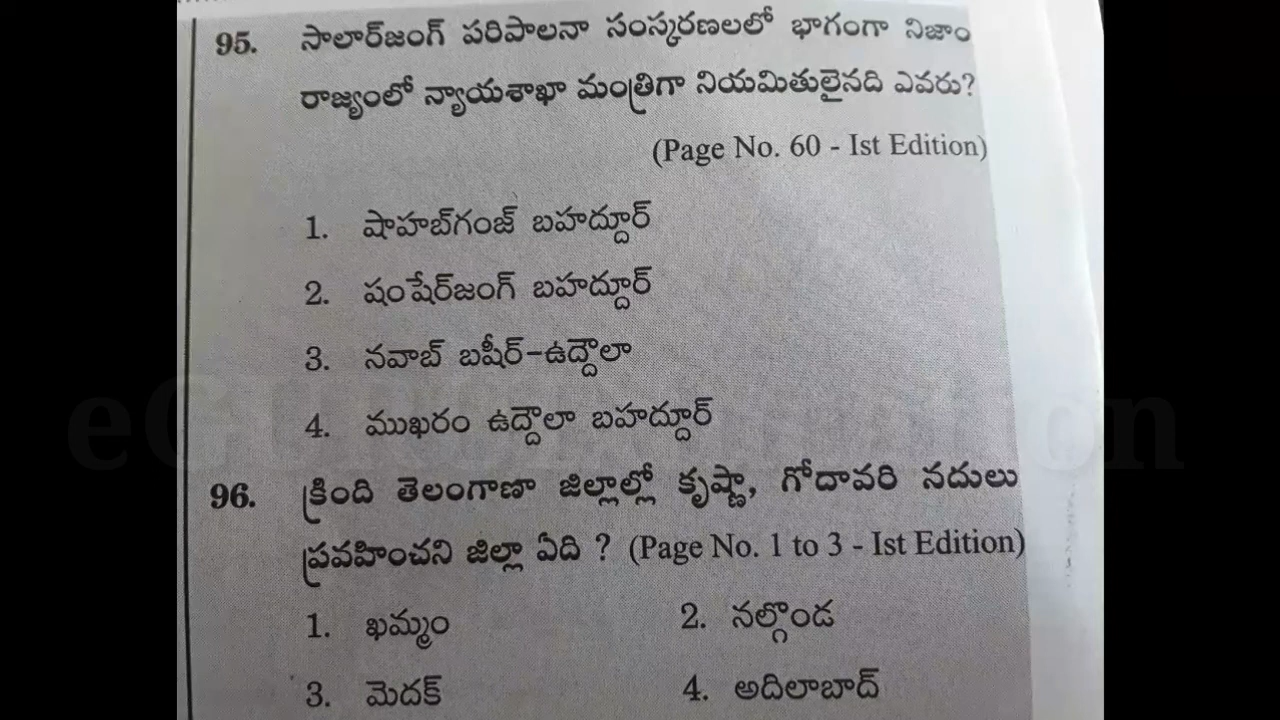 95. సాలార్‌జంగ్ పరిపాలనా సంస్కరణలలో భాగంగా నిజాం
రాజ్యంలో న్యాయశాఖా మంత్రిగా నియమితులైనది ఎవరు?
(Page No. 60 - Ist Edition)
1. షాహబ్‌గంజ్ బహద్దూర్
2. షంషేర్‌జంగ్ బహద్దూర్
3. నవాబ్ బషీర్-ఉద్దౌలా
4. ముఖరం ఉద్దౌలా బహద్దూర్
96. క్రింది తెలంగాణా జిల్లాల్లో కృష్ణా, గోదావరి నదులు
ప్రవహించని జిల్లా ఏది ? (Page No. 1 to 3 - Ist Edition)
1. ఖమ్మం 2. నల్గొండ
3. మెదక్ 4. అదిలాబాద్